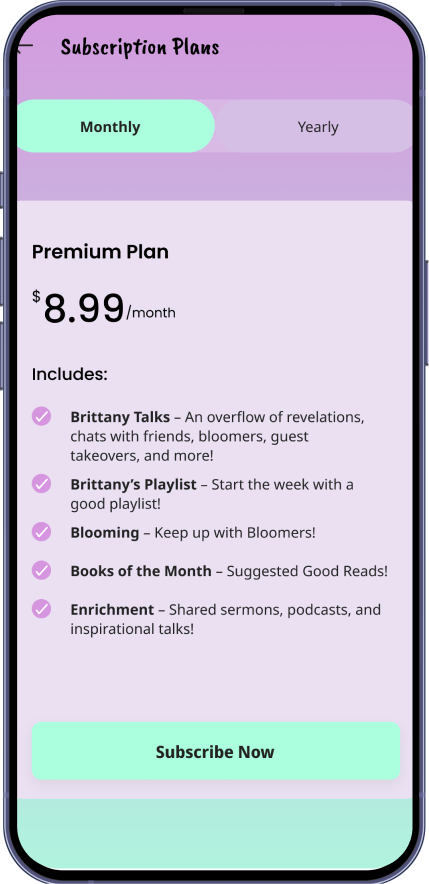 Subscription Plans
Monthly
Yearly
Premium Plan
$8.99/month
Includes:
Brittany Talks – An overflow of revelations,
chats with friends, bloomers, guest
takeovers, and more!
Brittany’s Playlist – Start the week with a
good playlist!
Blooming – Keep up with Bloomers!
Books of the Month – Suggested Good Reads!
Enrichment – Shared sermons, podcasts, and
inspirational talks!
Subscribe Now